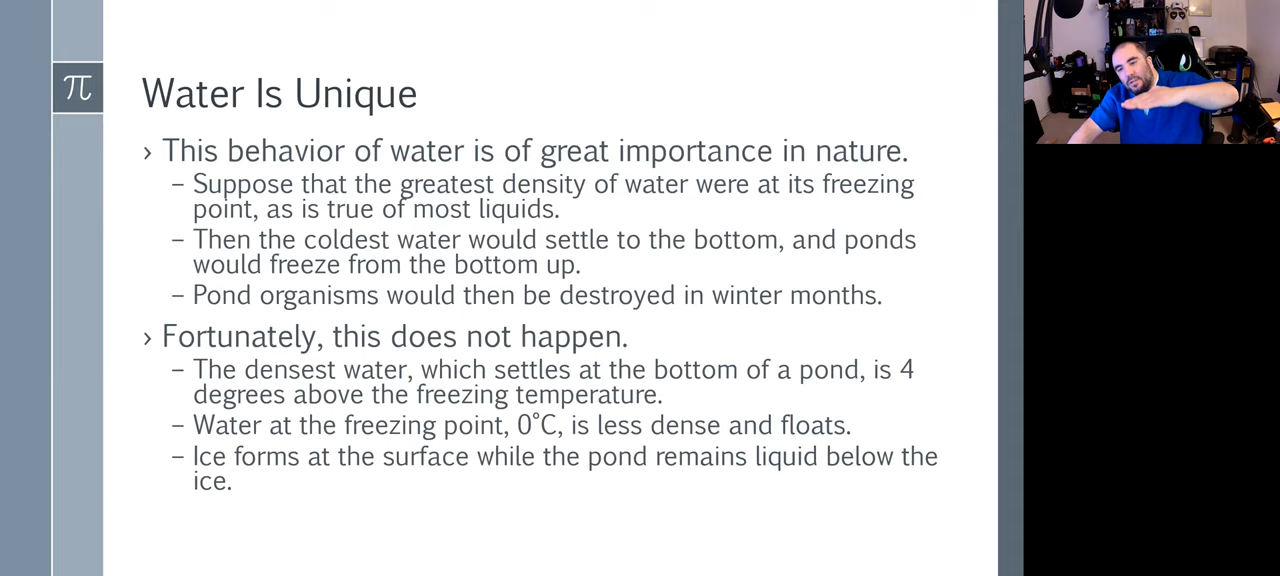 π
Water Is Unique
› This behavior of water is of great importance in nature.
– Suppose that the greatest density of water were at its freezing
point, as is true of most liquids.
– Then the coldest water would settle to the bottom, and ponds
would freeze from the bottom up.
– Pond organisms would then be destroyed in winter months.
› Fortunately, this does not happen.
– The densest water, which settles at the bottom of a pond, is 4
degrees above the freezing temperature.
– Water at the freezing point, 0°C, is less dense and floats.
– Ice forms at the surface while the pond remains liquid below the
ice.